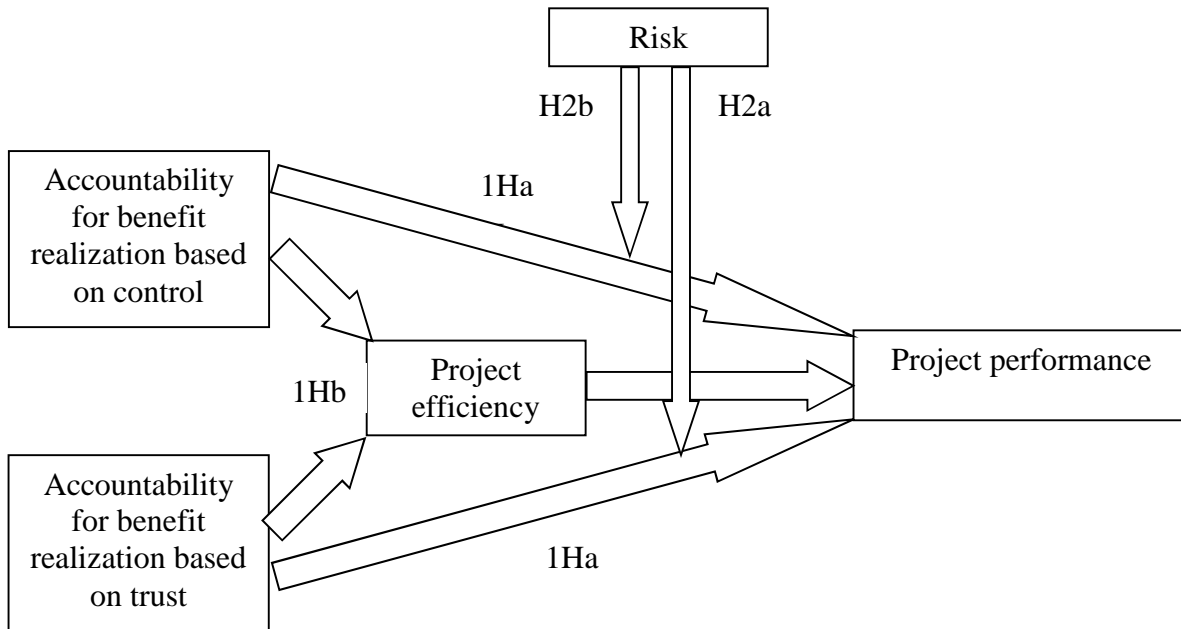 Risk
H2b
H2a
Accountability
for benefit
realization based
on control
1Ha
Project
efficiency
1Hb
Project performance
Accountability
for benefit
realization based
on trust
1Ha